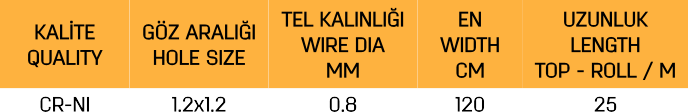 KALİTE
QUALITY
GÖZ ARALIĞI
HOLE SIZE
TEL KALINLIĞI
WIRE DIA
MM
EN
WIDTH
CM
UZUNLUK
LENGTH
TOP - ROLL / M
CR-NI
1.2x1.2
0.8
120
25